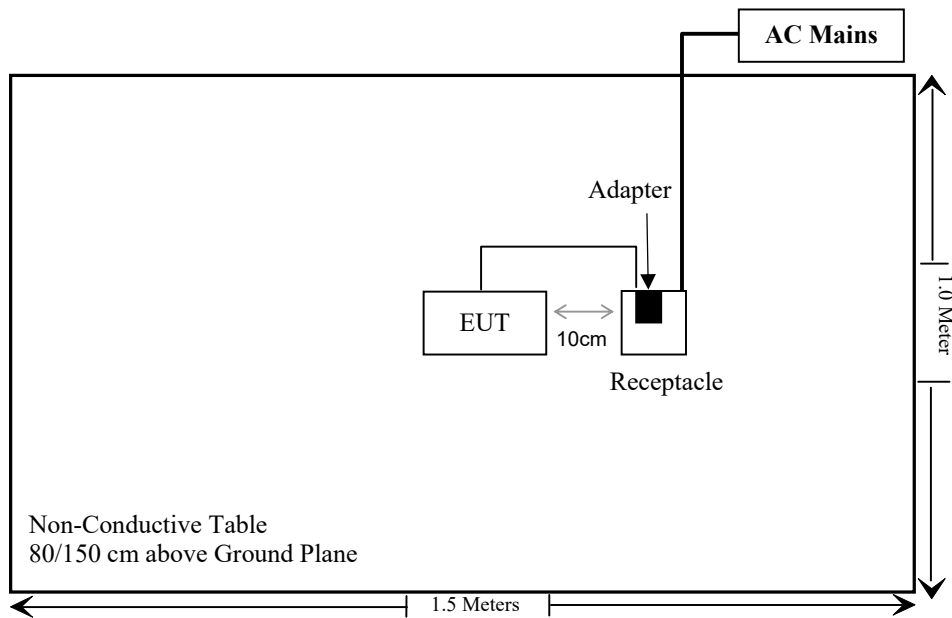 AC Mains
Adapter
EUT
10cm
Receptacle
1.0 Meter
Non-Conductive Table
80/150 cm above Ground Plane
1.5 Meters